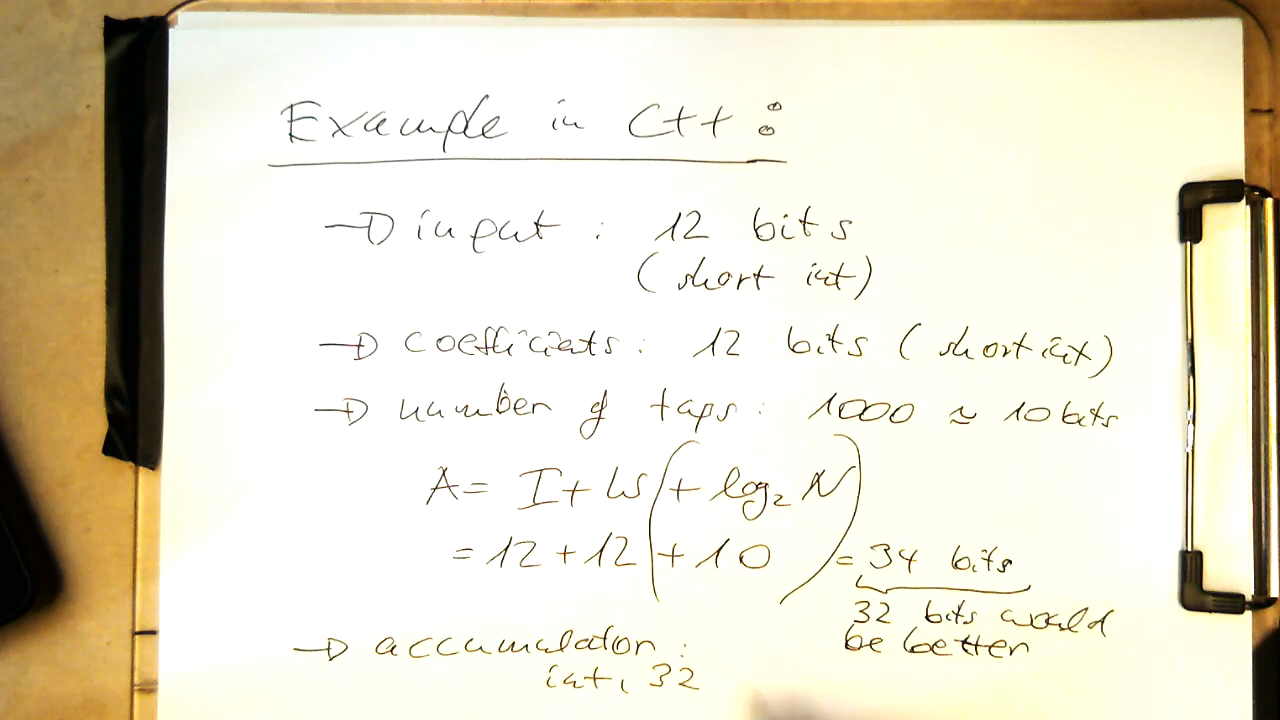 Example in C++:
→ input : 12 bits
(short int)
→ coefficients : 12 bits (short int)
→ number of taps : 1000 ≈ 10 bits
A = I + W (+ log₂ N)
= 12 + 12 (+ 10) = 34 bits
32 bits would
be better
→ accumulator :
int, 32